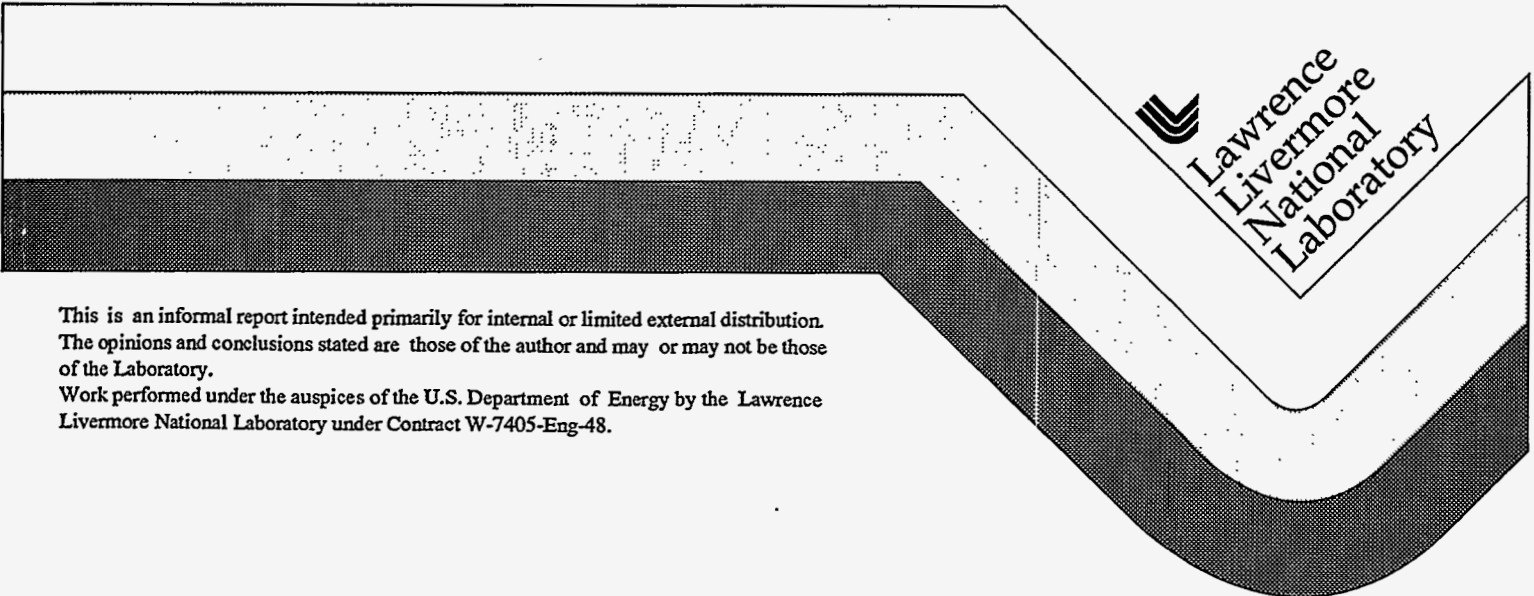 Lawrence
Livermore
National
Laboratory
This is an informal report intended primarily for internal or limited external distribution.
The opinions and conclusions stated are those of the author and may or may not be those
of the Laboratory.
Work performed under the auspices of the U.S. Department of Energy by the Lawrence
Livermore National Laboratory under Contract W-7405-Eng-48.